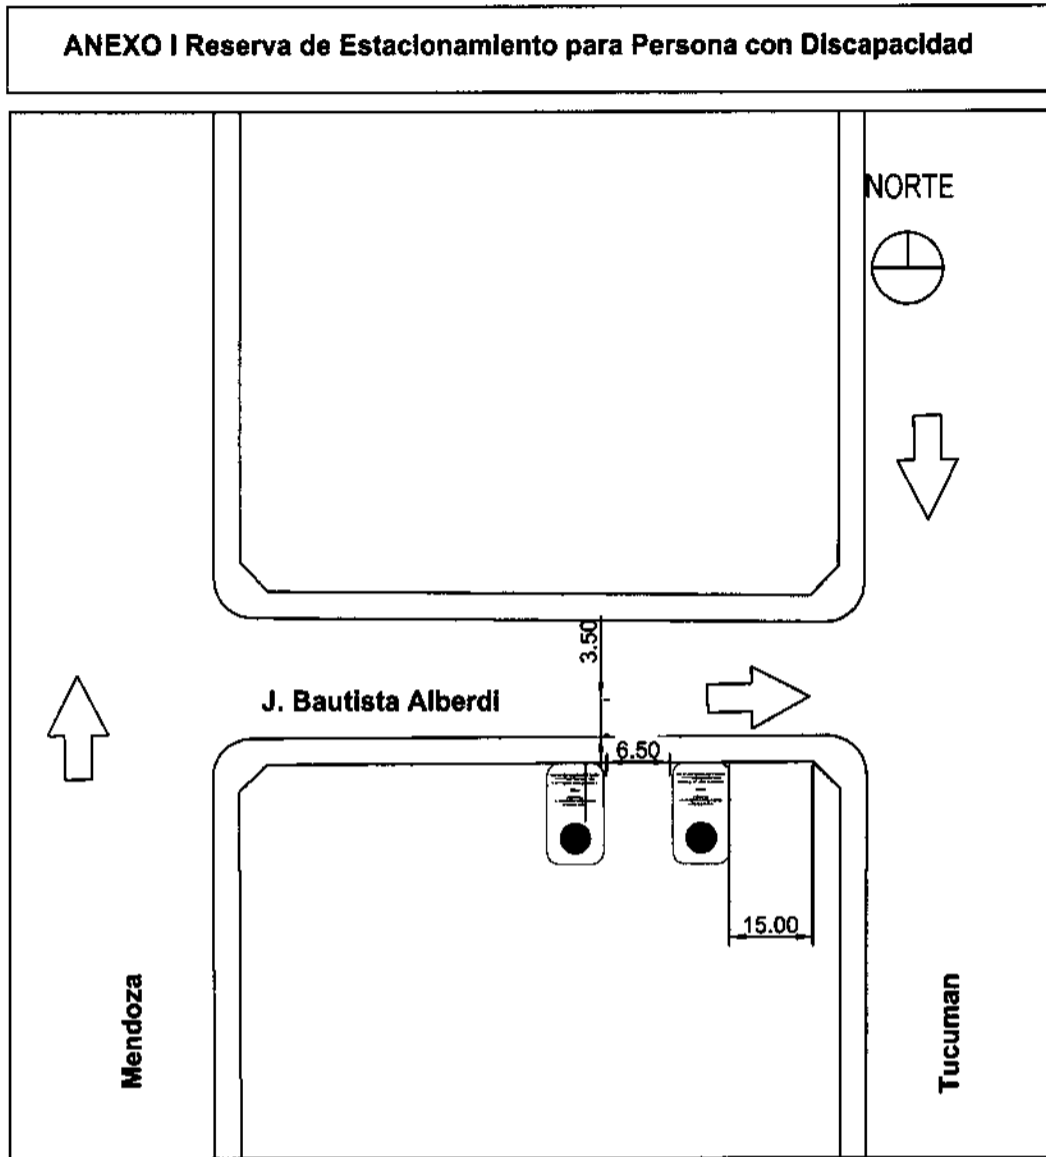 ANEXO I Reserva de Estacionamiento para Persona con Discapacidad
NORTE
3.50
J. Bautista Alberdi
6.50
15.00
Mendoza
Tucuman